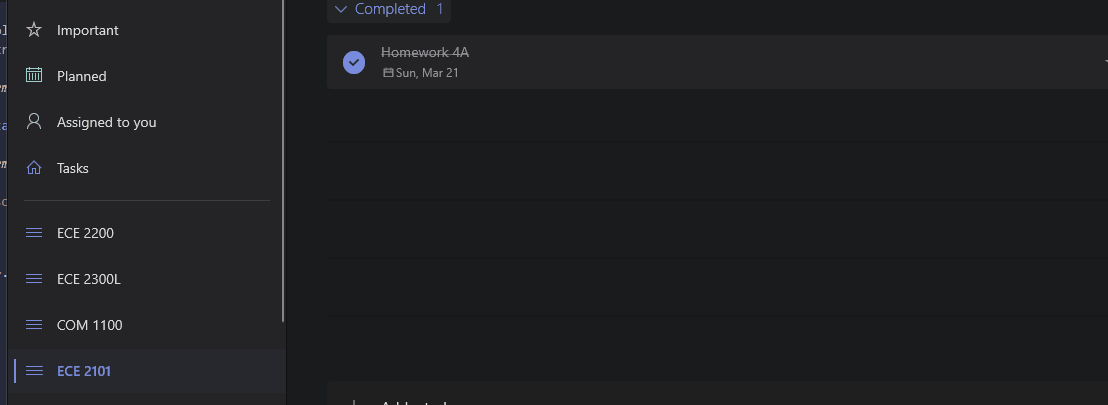 Important
Planned
Assigned to you
Tasks
ECE 2200
ECE 2300L
COM 1100
ECE 2101
Completed 1
Homework 4A
Sun, Mar 21